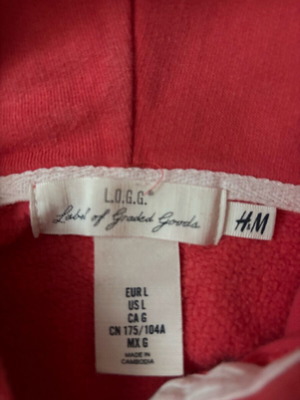 L.O.G.G.
Label of Graded Goods
H&M
EUR L
US L
CA G
CN 175/104A
MX G
MADE IN
CAMBODIA